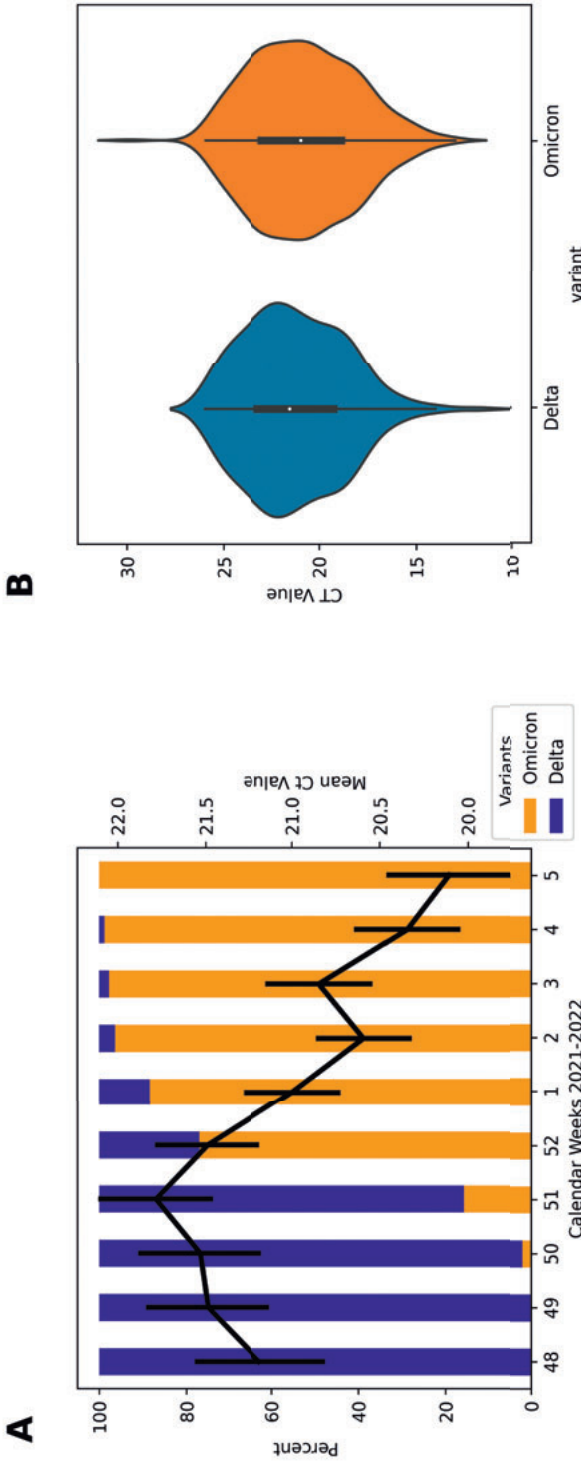 A
Percent
100
80
60
40
20
0
48
49
50
51
52
1
2
3
4
5
Calendar Weeks 2021-2022
22.0
21.5
21.0
20.5
20.0
Mean Ct Value
Variants
Omicron
Delta
B
CT Value
30
25
20
15
10
Delta
Omicron
variant